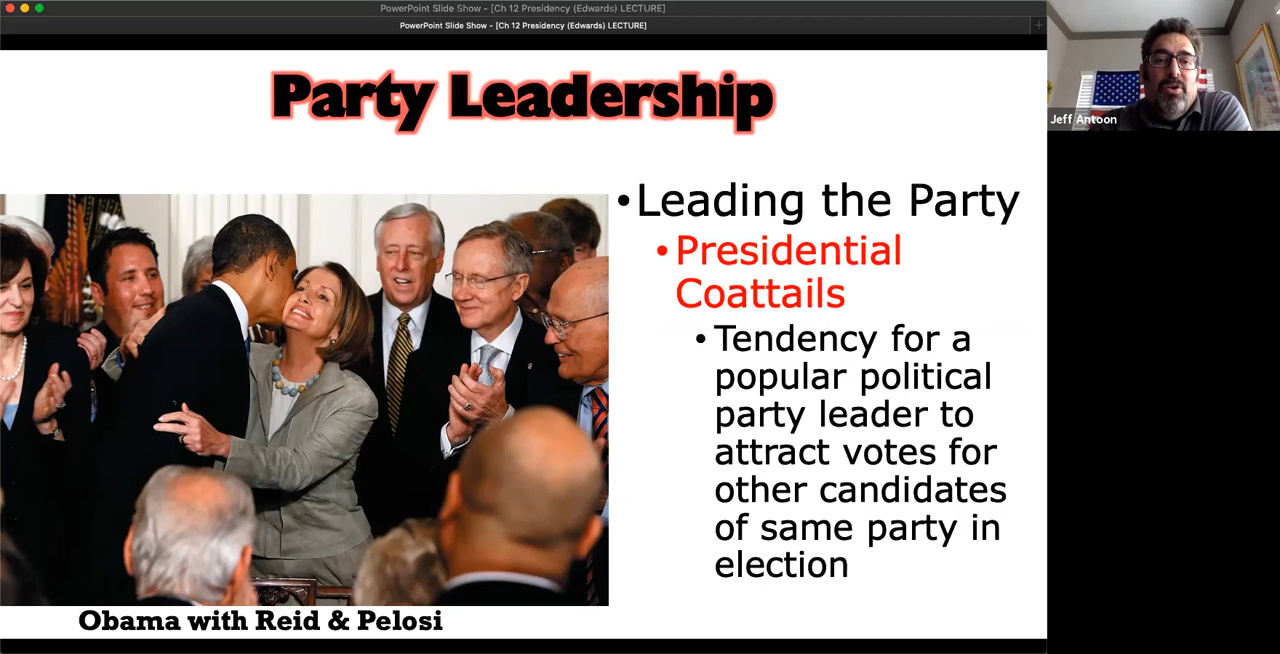 PowerPoint Slide Show - [Ch 12 Presidency (Edwards) LECTURE]
PowerPoint Slide Show - [Ch 12 Presidency (Edwards) LECTURE]
+
Party Leadership
Jeff Antoon
•Leading the Party
•Presidential
Coattails
•Tendency for a
popular political
party leader to
attract votes for
other candidates
of same party in
election
Obama with Reid & Pelosi